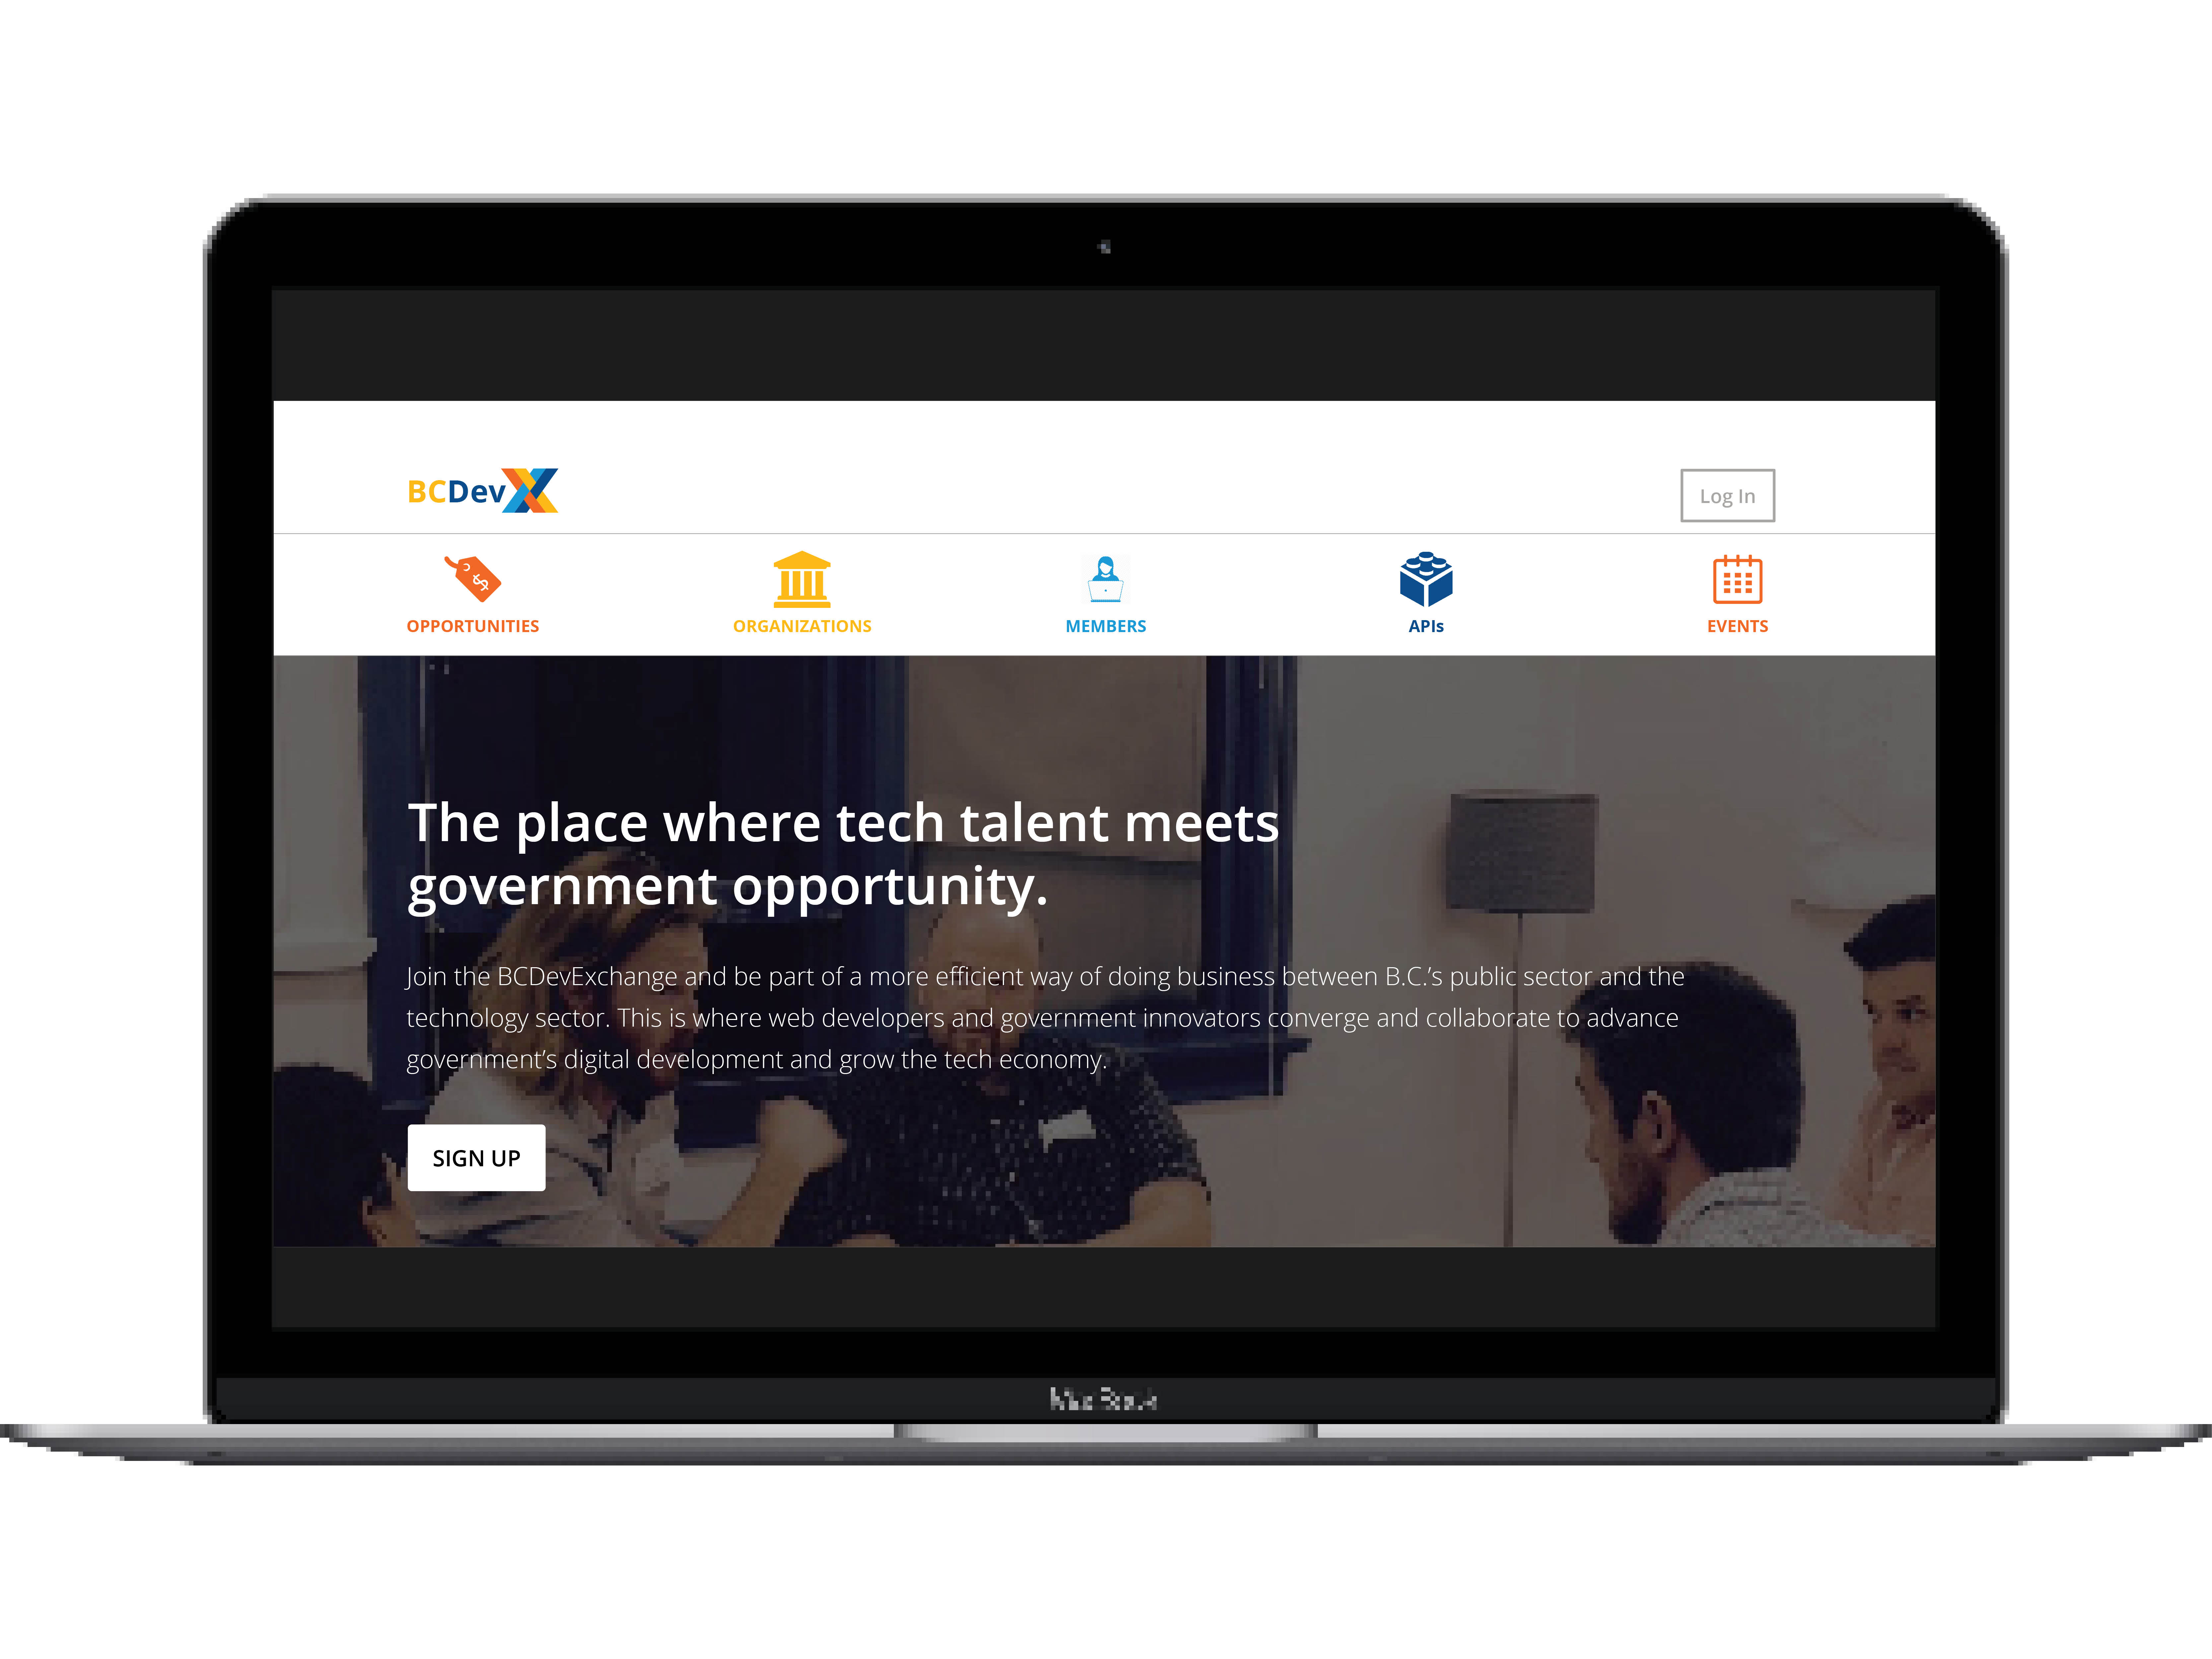 BCDevX
Log In
OPPORTUNITIES
ORGANIZATIONS
MEMBERS
APIs
EVENTS
The place where tech talent meets
government opportunity.
Join the BCDevExchange and be part of a more efficient way of doing business between B.C.’s public sector and the
technology sector. This is where web developers and government innovators converge and collaborate to advance
government’s digital development and grow the tech economy.
SIGN UP
MacBook